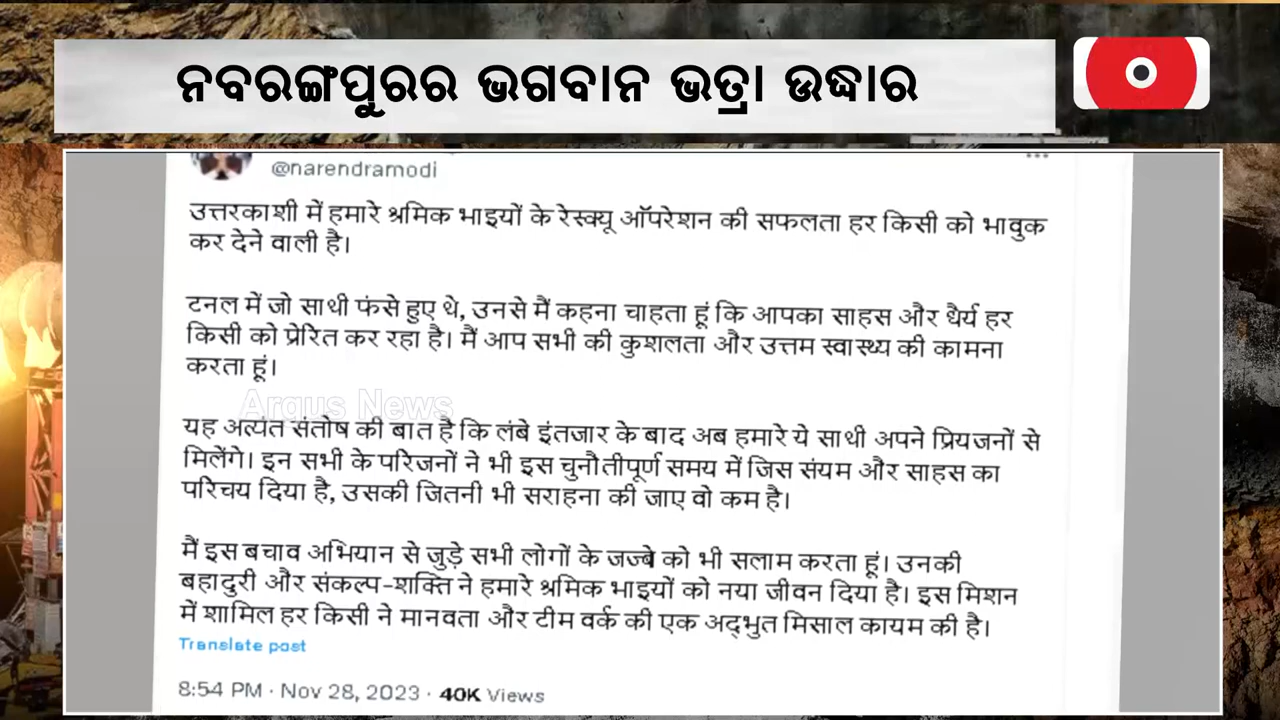 ନବରଙ୍ଗପୁରର ଭଗବାନ ଭତ୍ରା ଉଦ୍ଧାର
@narendramodi
उत्तरकाशी में हमारे श्रमिक भाइयों के रेस्क्यू ऑपरेशन की सफलता हर किसी को भावुक
कर देने वाली है।
टनल में जो साथी फंसे हुए थे, उनसे मैं कहना चाहता हूं कि आपका साहस और धैर्य हर
किसी को प्रेरित कर रहा है। मैं आप सभी की कुशलता और उत्तम स्वास्थ्य की कामना
करता हूं।
Argus News
यह अत्यंत संतोष की बात है कि लंबे इंतजार के बाद अब हमारे ये साथी अपने प्रियजनों से
मिलेंगे। इन सभी के परिजनों ने भी इस चुनौतीपूर्ण समय में जिस संयम और साहस का
परिचय दिया है, उसकी जितनी भी सराहना की जाए वो कम है।
मैं इस बचाव अभियान से जुड़े सभी लोगों के जज्बे को भी सलाम करता हूं। उनकी
बहादुरी और संकल्प-शक्ति ने हमारे श्रमिक भाइयों को नया जीवन दिया है। इस मिशन
में शामिल हर किसी ने मानवता और टीम वर्क की एक अद्भुत मिसाल कायम की है।
Translate post
8:54 PM · Nov 28, 2023 · 40K Views